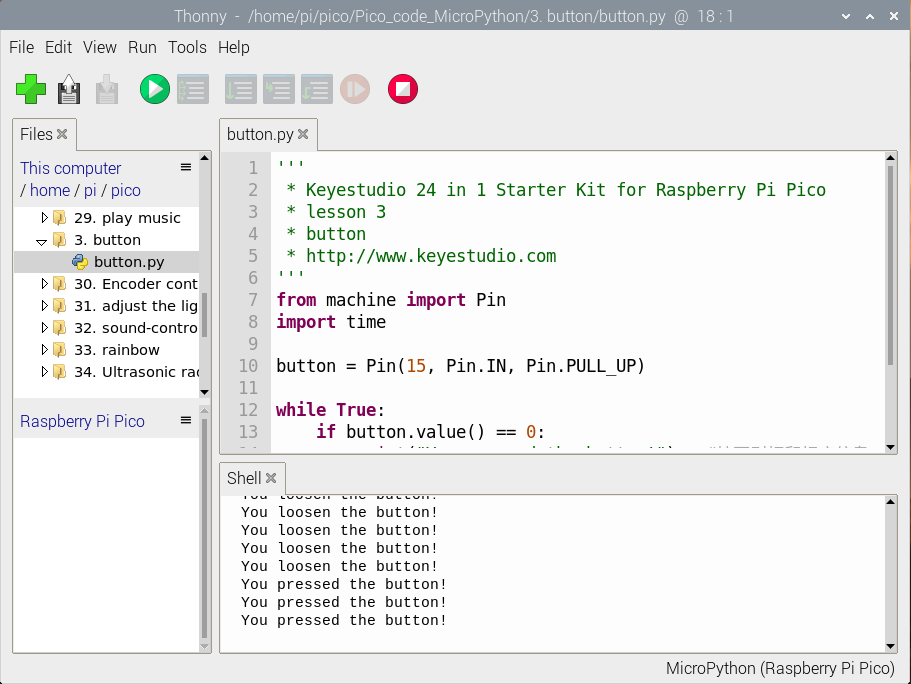 Thonny - /home/pi/pico/Pico_code_MicroPython/3. button/button.py @ 18 : 1
File Edit View Run Tools Help
Files
This computer
/ home / pi / pico
29. play music
3. button
button.py
30. Encoder cont
31. adjust the lig
32. sound-contro
33. rainbow
34. Ultrasonic rac
Raspberry Pi Pico
button.py
1 '''
2 * Keyestudio 24 in 1 Starter Kit for Raspberry Pi Pico
3 * lesson 3
4 * button
5 * http://www.keyestudio.com
6 '''
7 from machine import Pin
8 import time
9
10 button = Pin(15, Pin.IN, Pin.PULL_UP)
11
12 while True:
13 if button.value() == 0:
Shell
You loosen the button!
You loosen the button!
You loosen the button!
You loosen the button!
You loosen the button!
You pressed the button!
You pressed the button!
You pressed the button!
MicroPython (Raspberry Pi Pico)